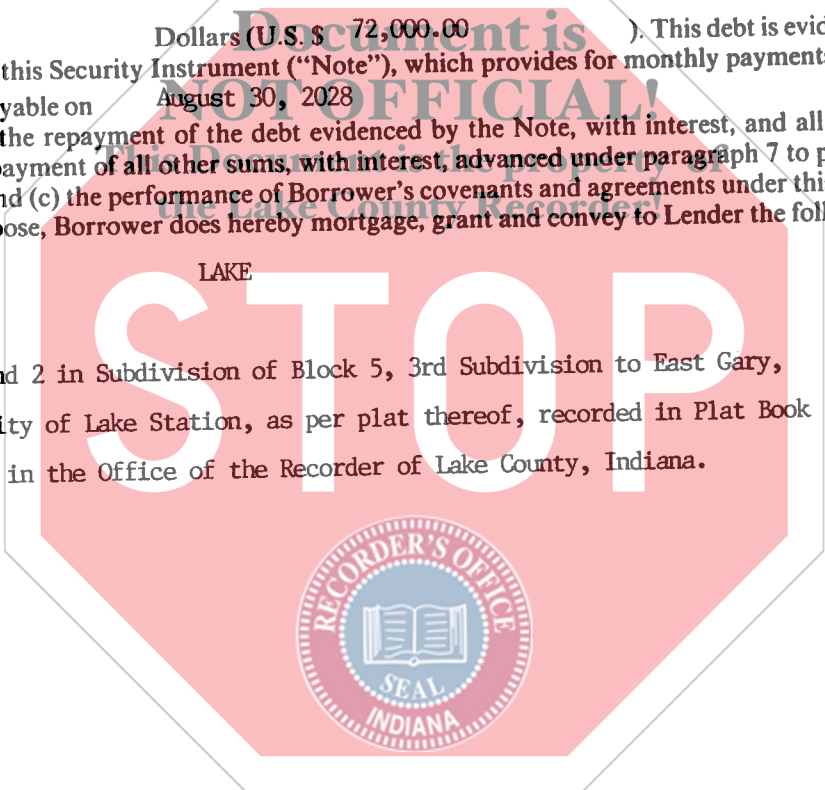 Document is
Dollars (U.S. $ 72,000.00 ). This debt is evid
this Security Instrument (“Note”), which provides for monthly payment
NOT OFFICIAL!
yable on August 30, 2028
the repayment of the debt evidenced by the Note, with interest, and all
This Document is the property of
ayment of all other sums, with interest, advanced under paragraph 7 to p
nd (c) the performance of Borrower’s covenants and agreements under thi
the Lake County Recorder!
ose, Borrower does hereby mortgage, grant and convey to Lender the foll
LAKE
STOP
nd 2 in Subdivision of Block 5, 3rd Subdivision to East Gary,
ity of Lake Station, as per plat thereof, recorded in Plat Book
in the Office of the Recorder of Lake County, Indiana.
RECORDER'S OFFICE
SEAL
INDIANA